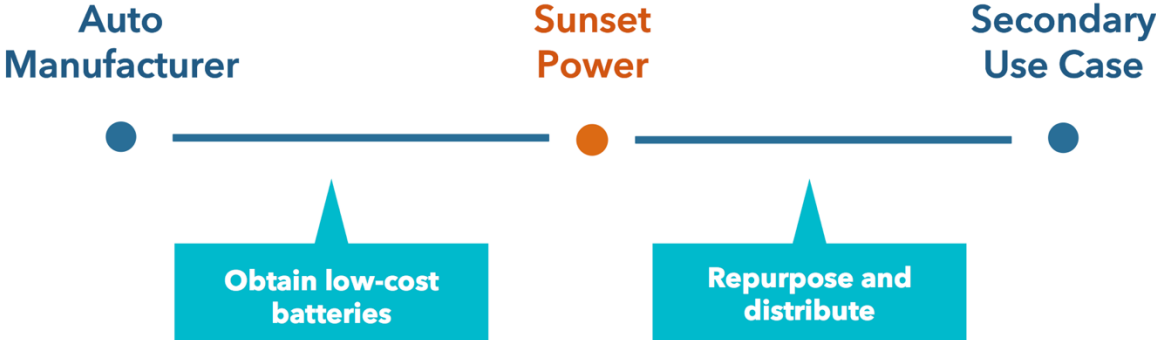 Auto
Manufacturer
Sunset
Power
Secondary
Use Case
Obtain low-cost
batteries
Repurpose and
distribute